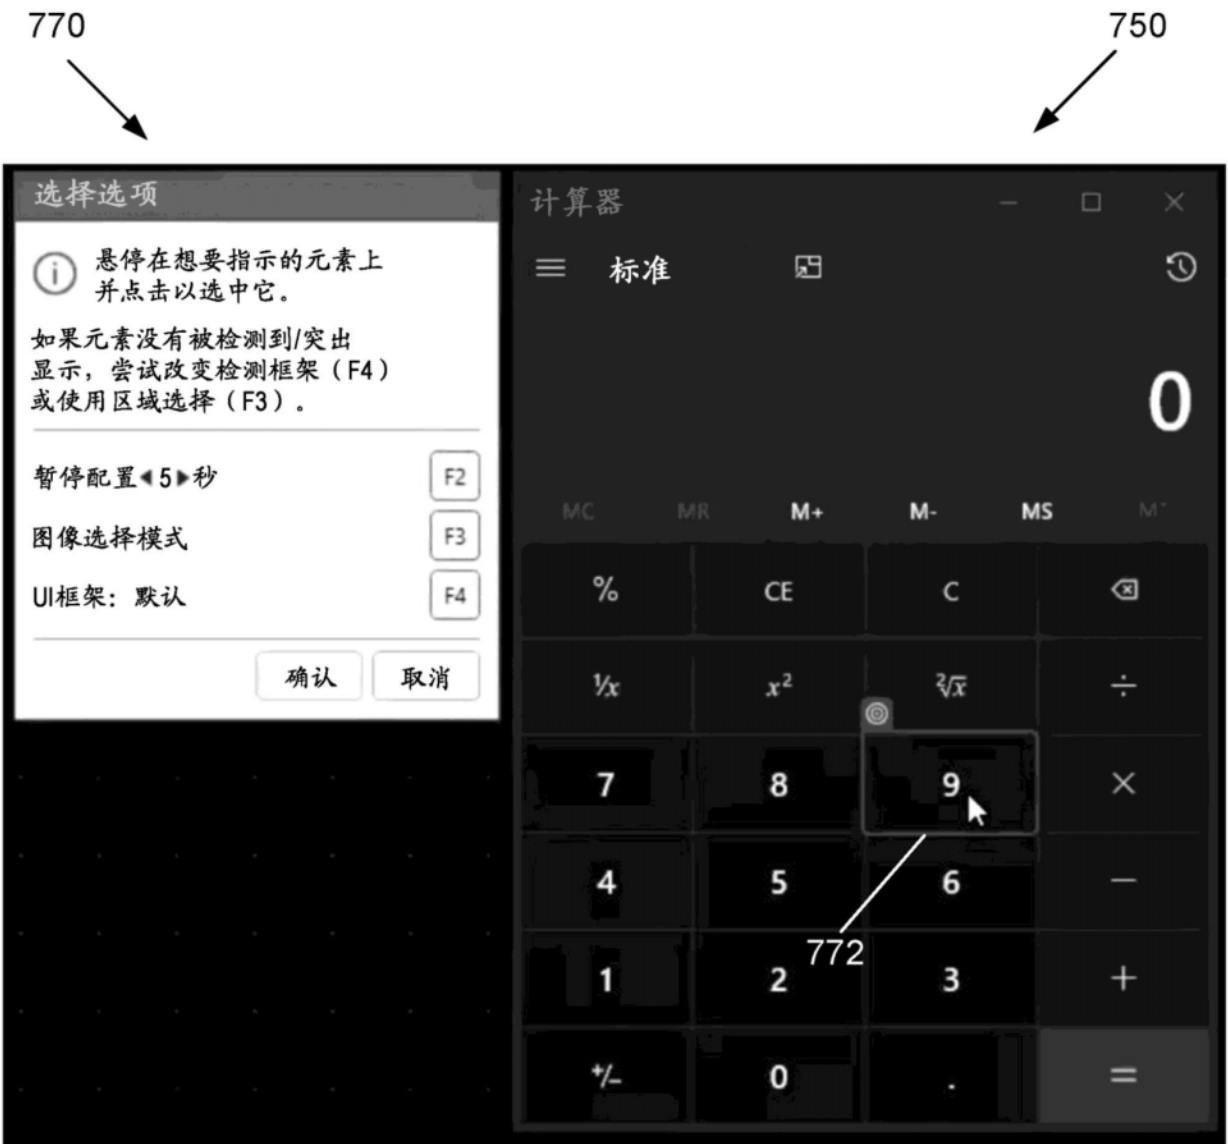 770
750
选择选项
悬停在想要指示的元素上
并点击以选中它。
如果元素没有被检测到/突出
显示，尝试改变检测框架（F4）
或使用区域选择（F3）。
暂停配置◀5▶秒 F2
图像选择模式 F3
UI框架：默认 F4
确认 取消
计算器
标准
0
MC MR M+ M- MS M˅
% CE C
¹/x x² ²√x ÷
7 8 9 ×
4 5 6 −
772
1 2 3 +
+/- 0 . =